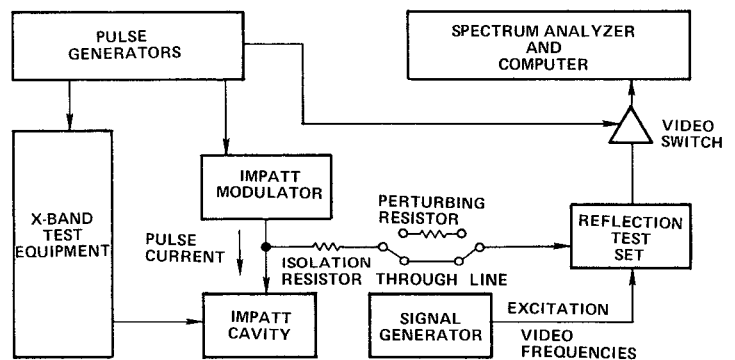 PULSE
GENERATORS
SPECTRUM ANALYZER
AND
COMPUTER
VIDEO
SWITCH
IMPATT
MODULATOR
X-BAND
TEST
EQUIPMENT
PULSE
CURRENT
PERTURBING
RESISTOR
ISOLATION
RESISTOR
THROUGH LINE
REFLECTION
TEST
SET
IMPATT
CAVITY
SIGNAL
GENERATOR
EXCITATION
VIDEO
FREQUENCIES